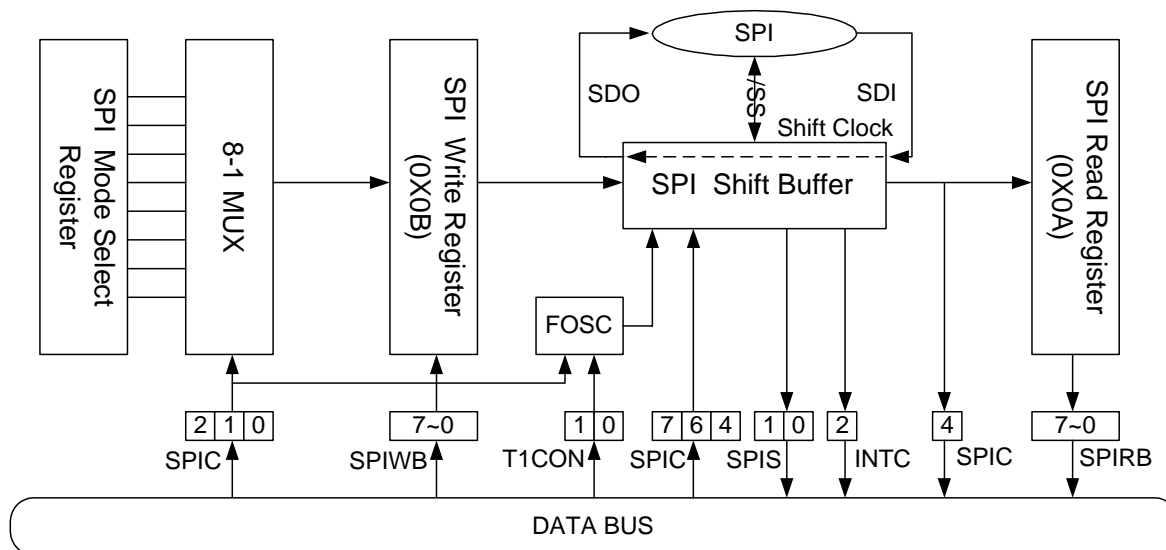 SPI
SDO
/SS
SDI
Shift Clock
SPI Mode Select
Register
8-1 MUX
SPI Write Register
(0X0B)
SPI Shift Buffer
SPI Read Register
(0X0A)
FOSC
2 1 0
7~0
1 0
7 6 4
1 0
2
4
7~0
SPIC
SPIWB
T1CON
SPIC
SPIS
INTC
SPIC
SPIRB
DATA BUS